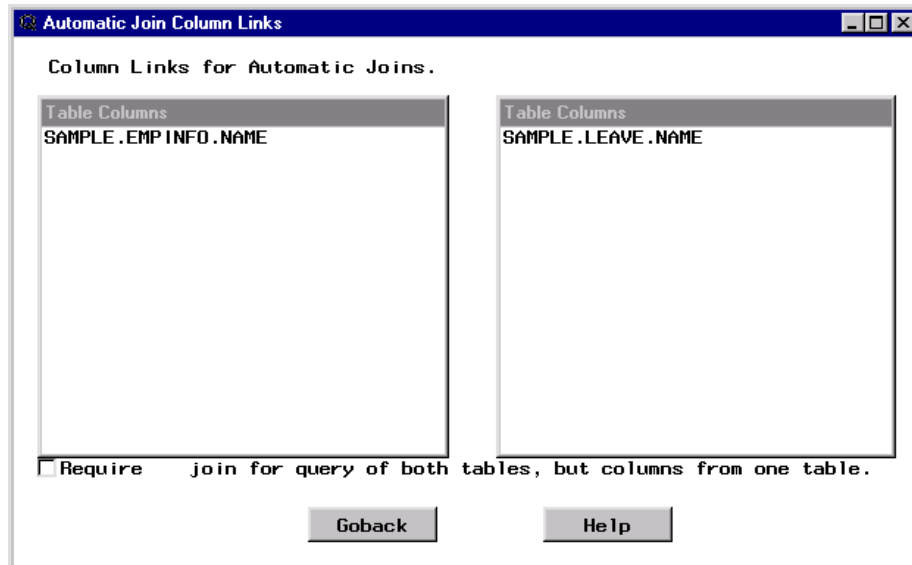 Automatic Join Column Links
Column Links for Automatic Joins.
Table Columns
SAMPLE.EMPINFO.NAME
Table Columns
SAMPLE.LEAVE.NAME
Require join for query of both tables, but columns from one table.
Goback
Help